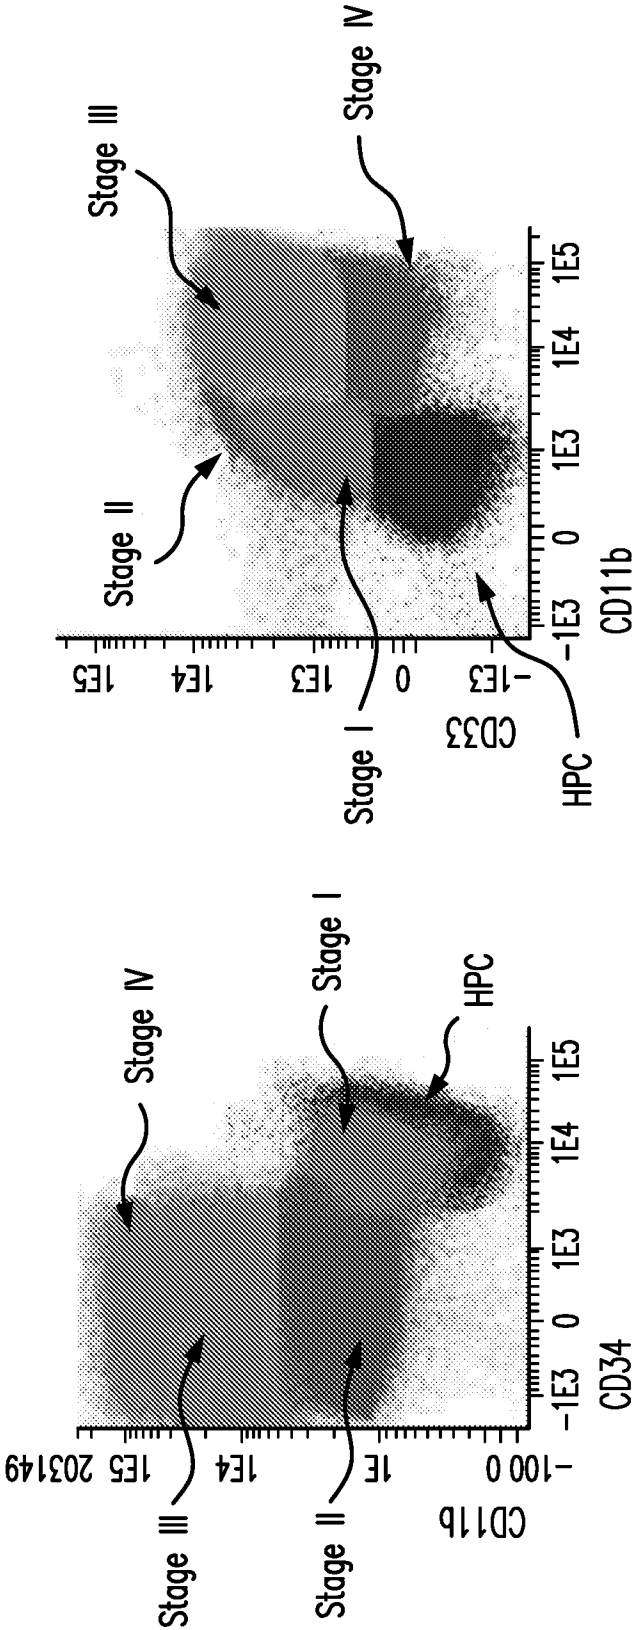 Stage IV
Stage III
Stage II
Stage I
HPC
CD11b
203149
1E5
1E4
1E
0
-100 0
-1E3
0
1E3
1E4
1E5
CD34
Stage III
Stage IV
Stage II
Stage I
HPC
CD33
1E5
1E4
1E3
0
-1E3
-1E3
0
1E3
1E4
1E5
CD11b